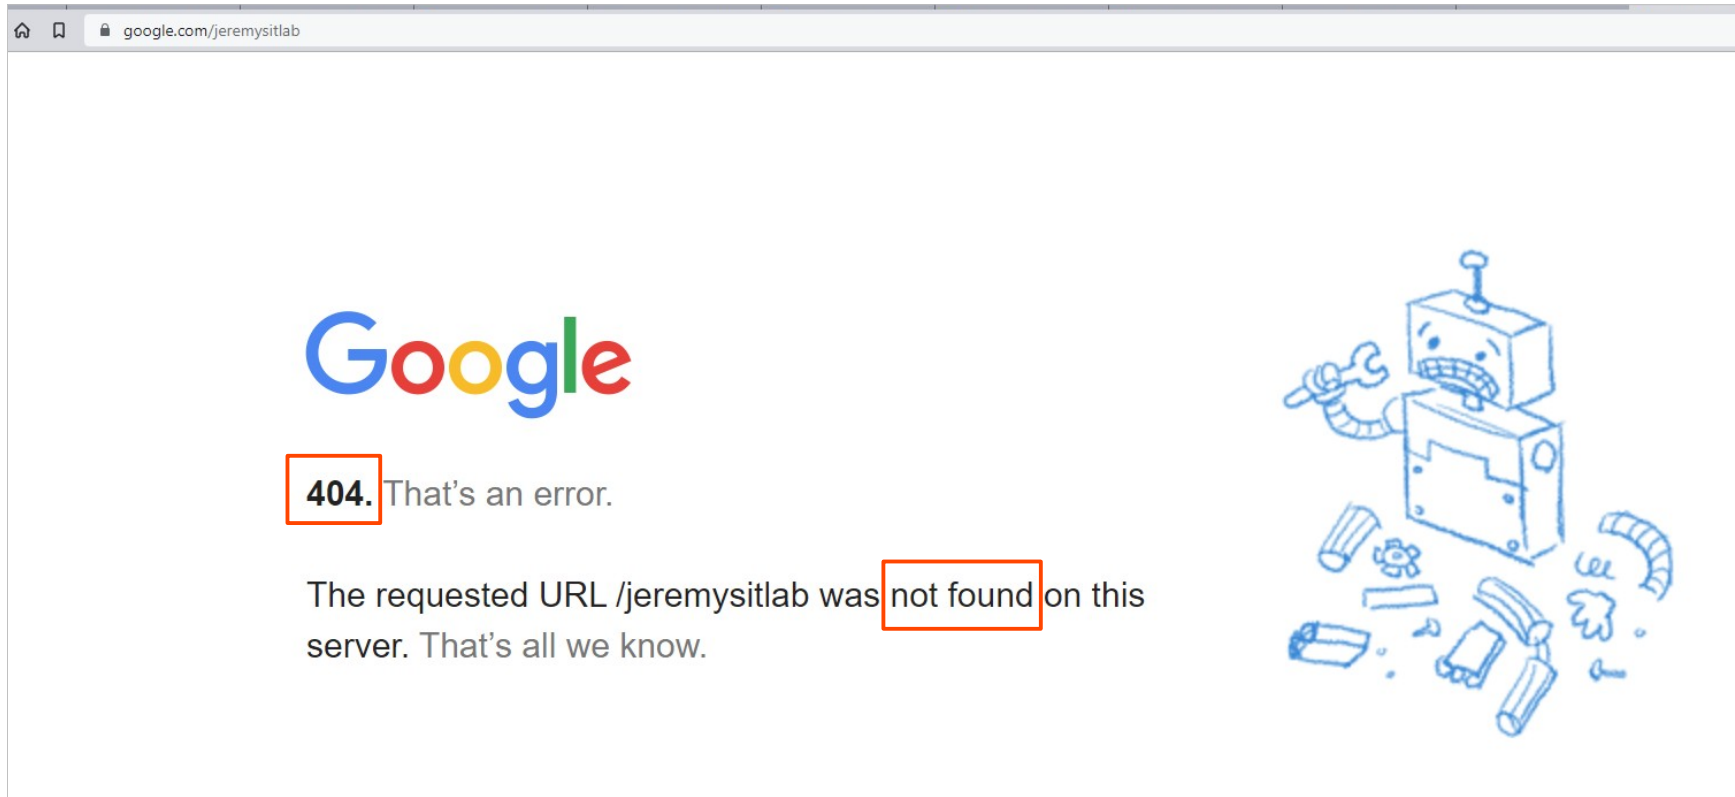 google.com/jeremysitlab
Google
404. That’s an error.
The requested URL /jeremysitlab was not found on this
server. That’s all we know.